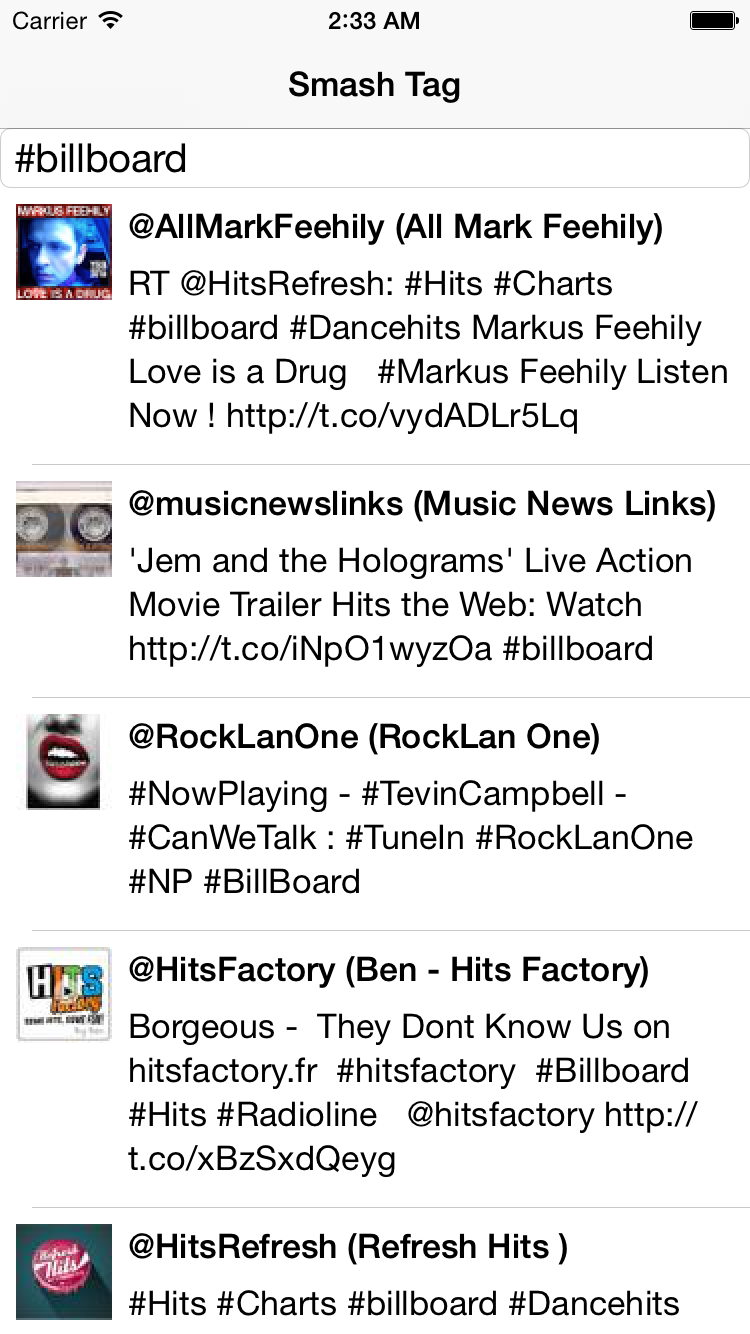 Carrier 2:33 AM
Smash Tag
#billboard
MARKUS FEEHILY
LOVE IS A DRUG
@AllMarkFeehily (All Mark Feehily)
RT @HitsRefresh: #Hits #Charts
#billboard #Dancehits Markus Feehily
Love is a Drug   #Markus Feehily Listen
Now ! http://t.co/vydADLr5Lq
@musicnewslinks (Music News Links)
'Jem and the Holograms' Live Action
Movie Trailer Hits the Web: Watch
http://t.co/iNpO1wyzOa #billboard
@RockLanOne (RockLan One)
#NowPlaying - #TevinCampbell -
#CanWeTalk : #TuneIn #RockLanOne
#NP #BillBoard
HITS
Factory
@HitsFactory (Ben - Hits Factory)
Borgeous -  They Dont Know Us on
hitsfactory.fr  #hitsfactory  #Billboard
#Hits #Radioline   @hitsfactory http://
t.co/xBzSxdQeyg
Refresh
Hits
@HitsRefresh (Refresh Hits )
#Hits #Charts #billboard #Dancehits